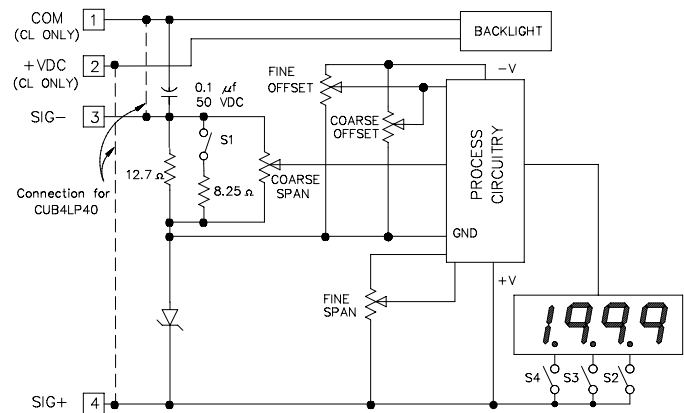 COM
(CL ONLY)
1
BACKLIGHT
+VDC
(CL ONLY)
2
FINE
OFFSET
-V
0.1 µf
50 VDC
SIG-
3
S1
COARSE
OFFSET
12.7 Ω
8.25 Ω
COARSE
SPAN
PROCESS
CIRCUITRY
Connection for
CUB4LP40
GND
+V
FINE
SPAN
1.9.9.9
S4
S3
S2
SIG+
4